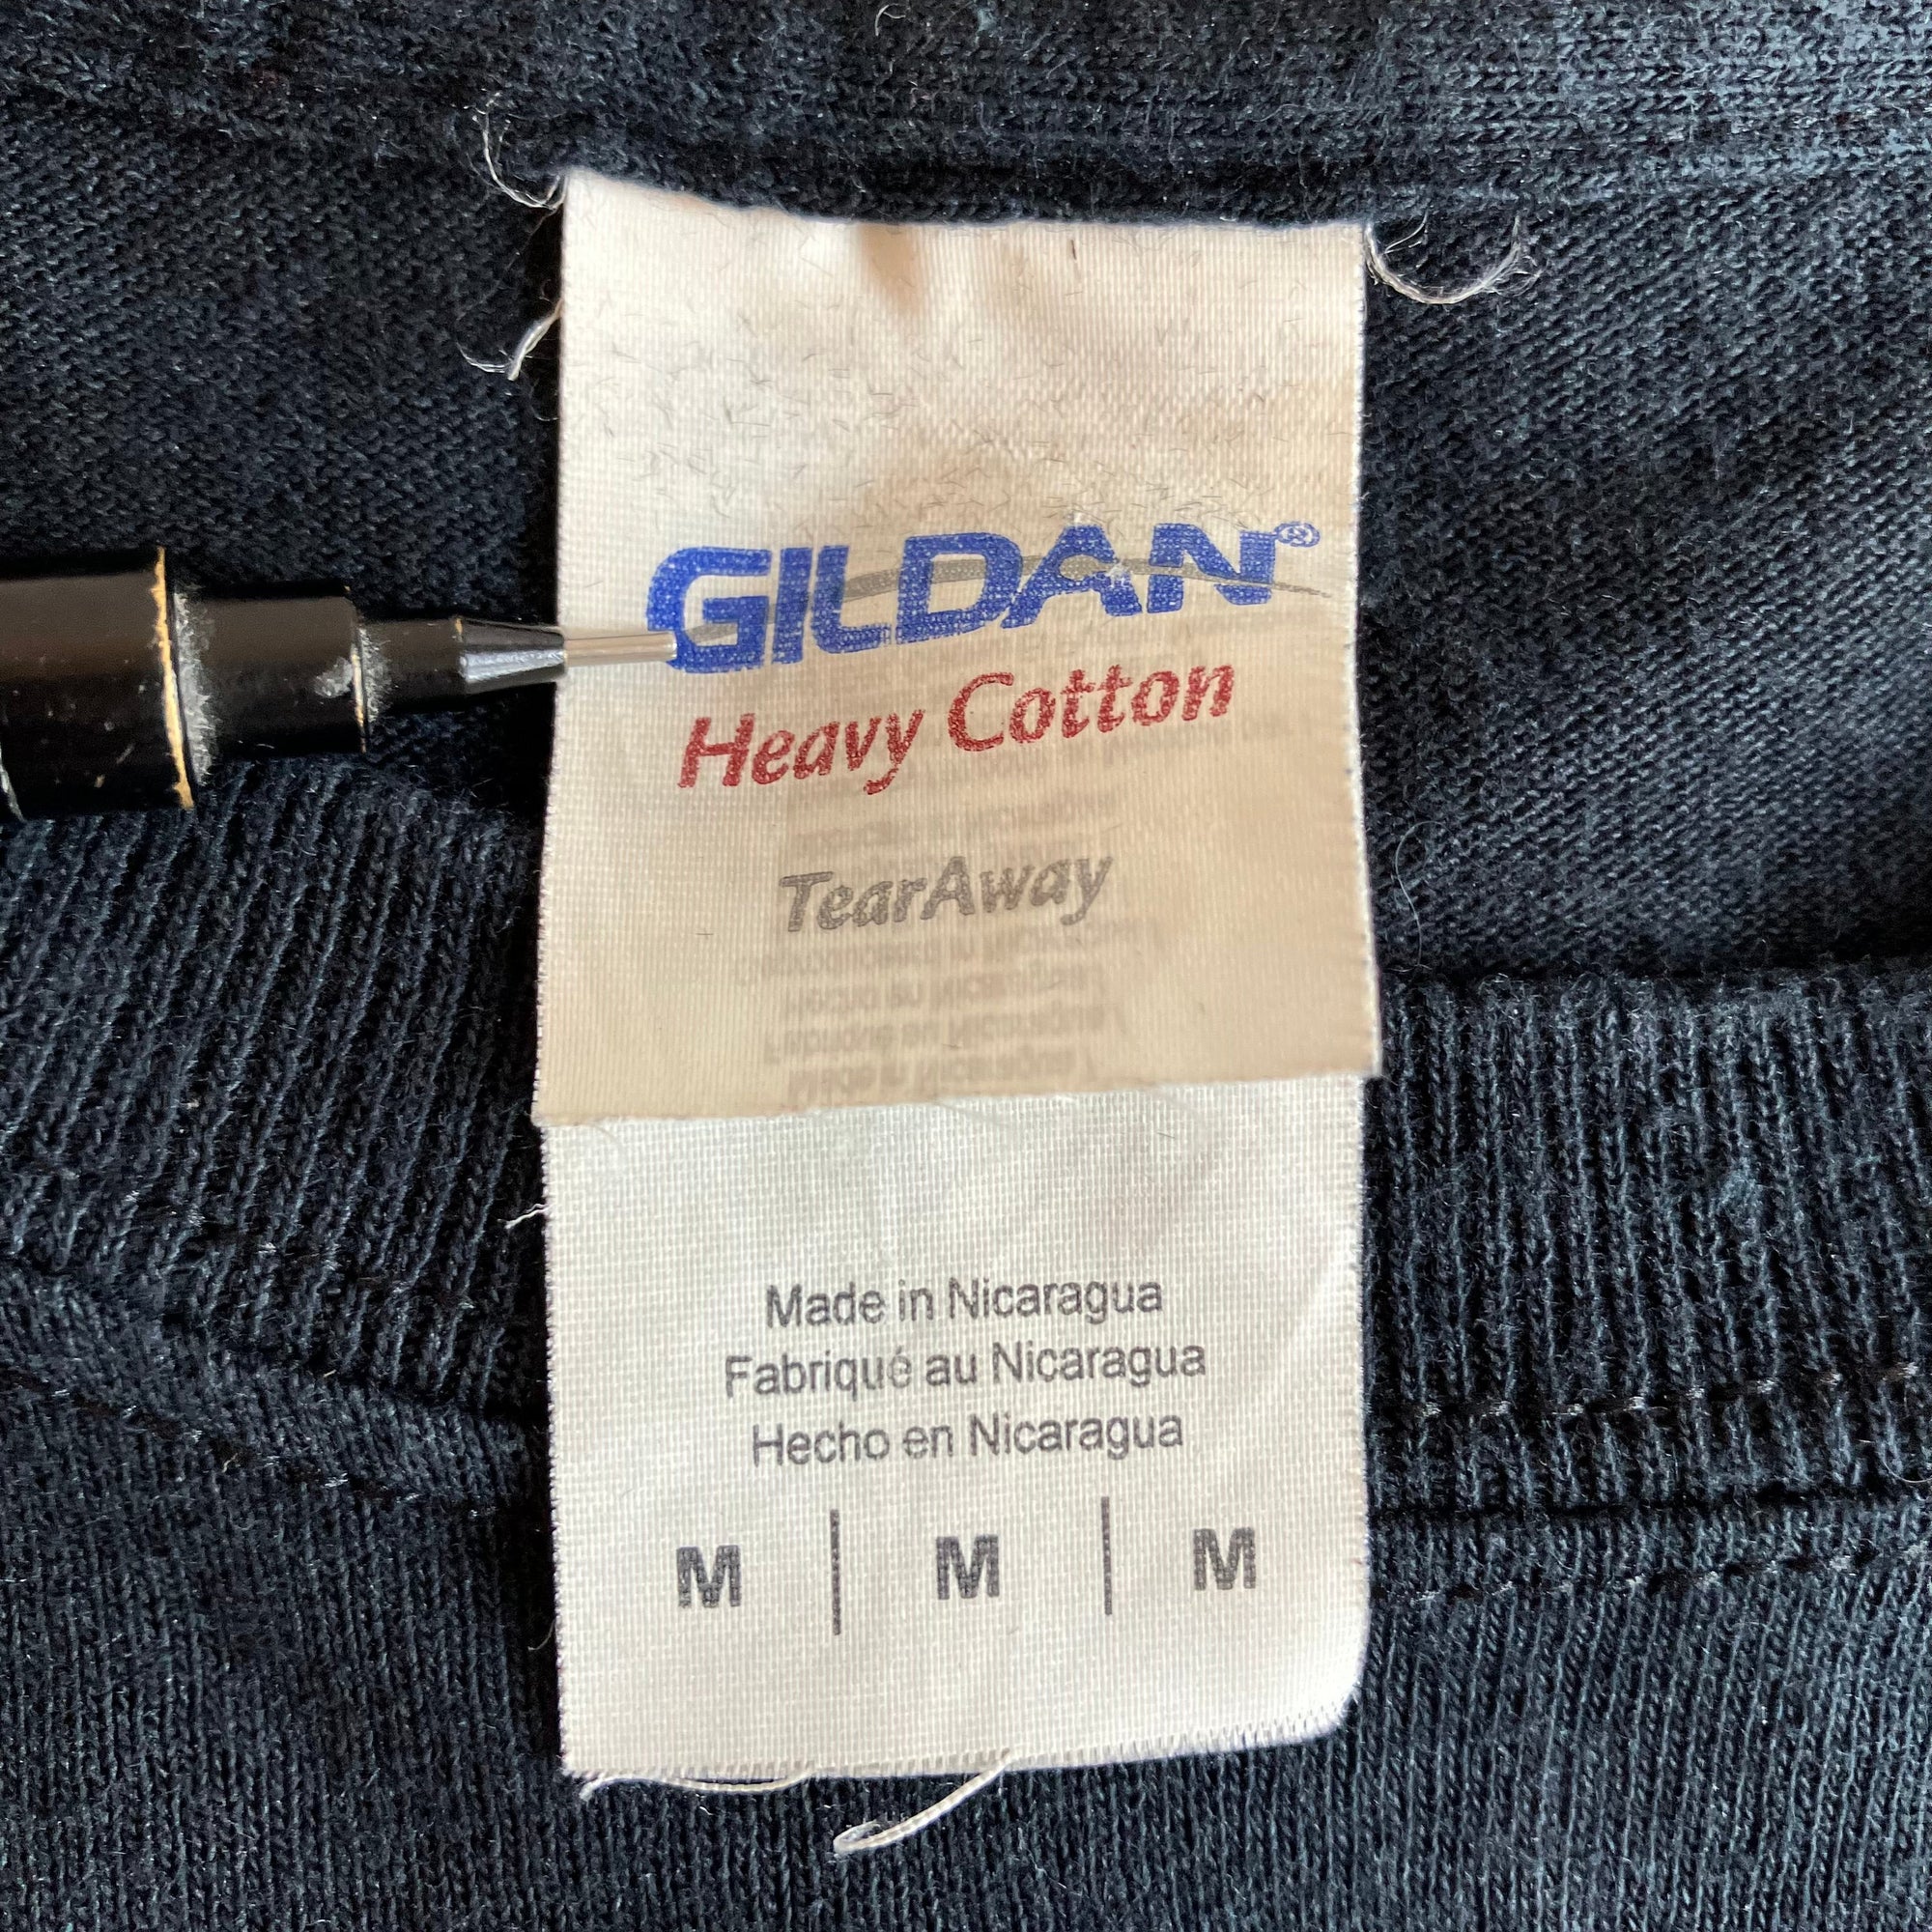 GILDAN®
Heavy Cotton
TearAway
Made in Nicaragua
Fabriqué au Nicaragua
Hecho en Nicaragua
M | M | M